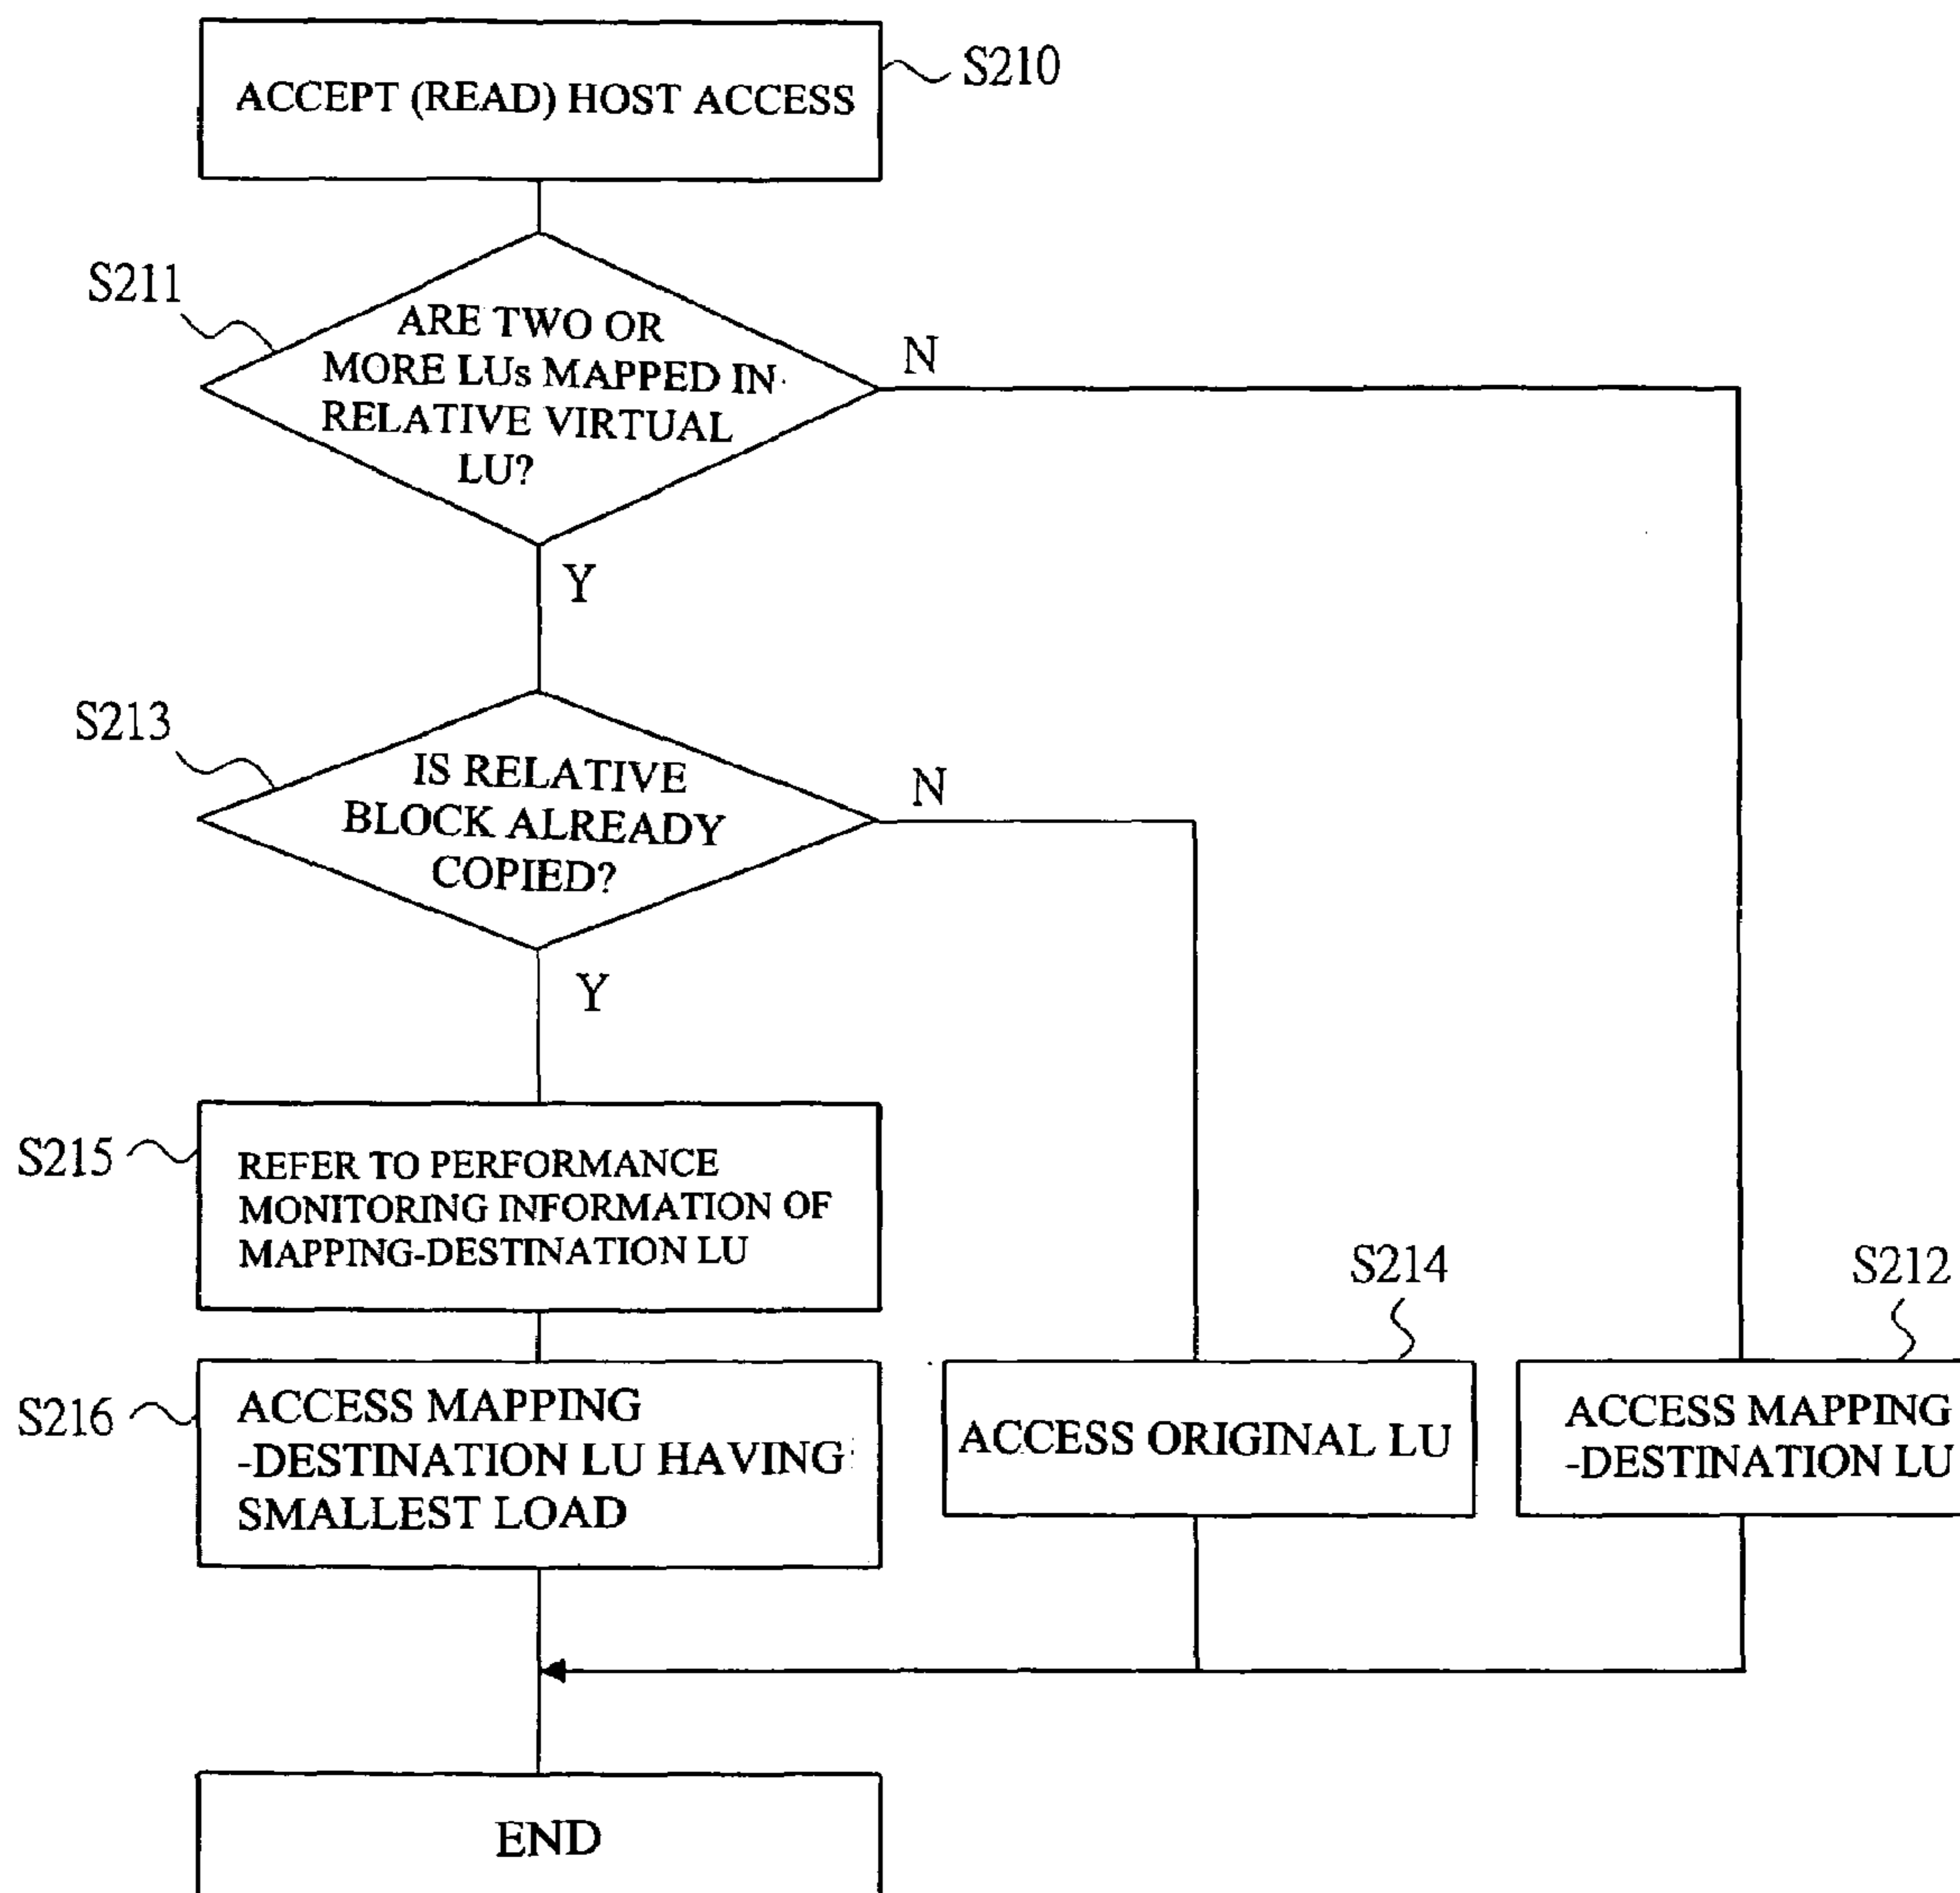 ACCEPT (READ) HOST ACCESS
S210
S211
ARE TWO OR
MORE LUs MAPPED IN
RELATIVE VIRTUAL
LU?
N
Y
S213
IS RELATIVE
BLOCK ALREADY
COPIED?
N
Y
S215
REFER TO PERFORMANCE
MONITORING INFORMATION OF
MAPPING-DESTINATION LU
S214
S212
S216
ACCESS MAPPING
-DESTINATION LU HAVING
SMALLEST LOAD
ACCESS ORIGINAL LU
ACCESS MAPPING
-DESTINATION LU
END